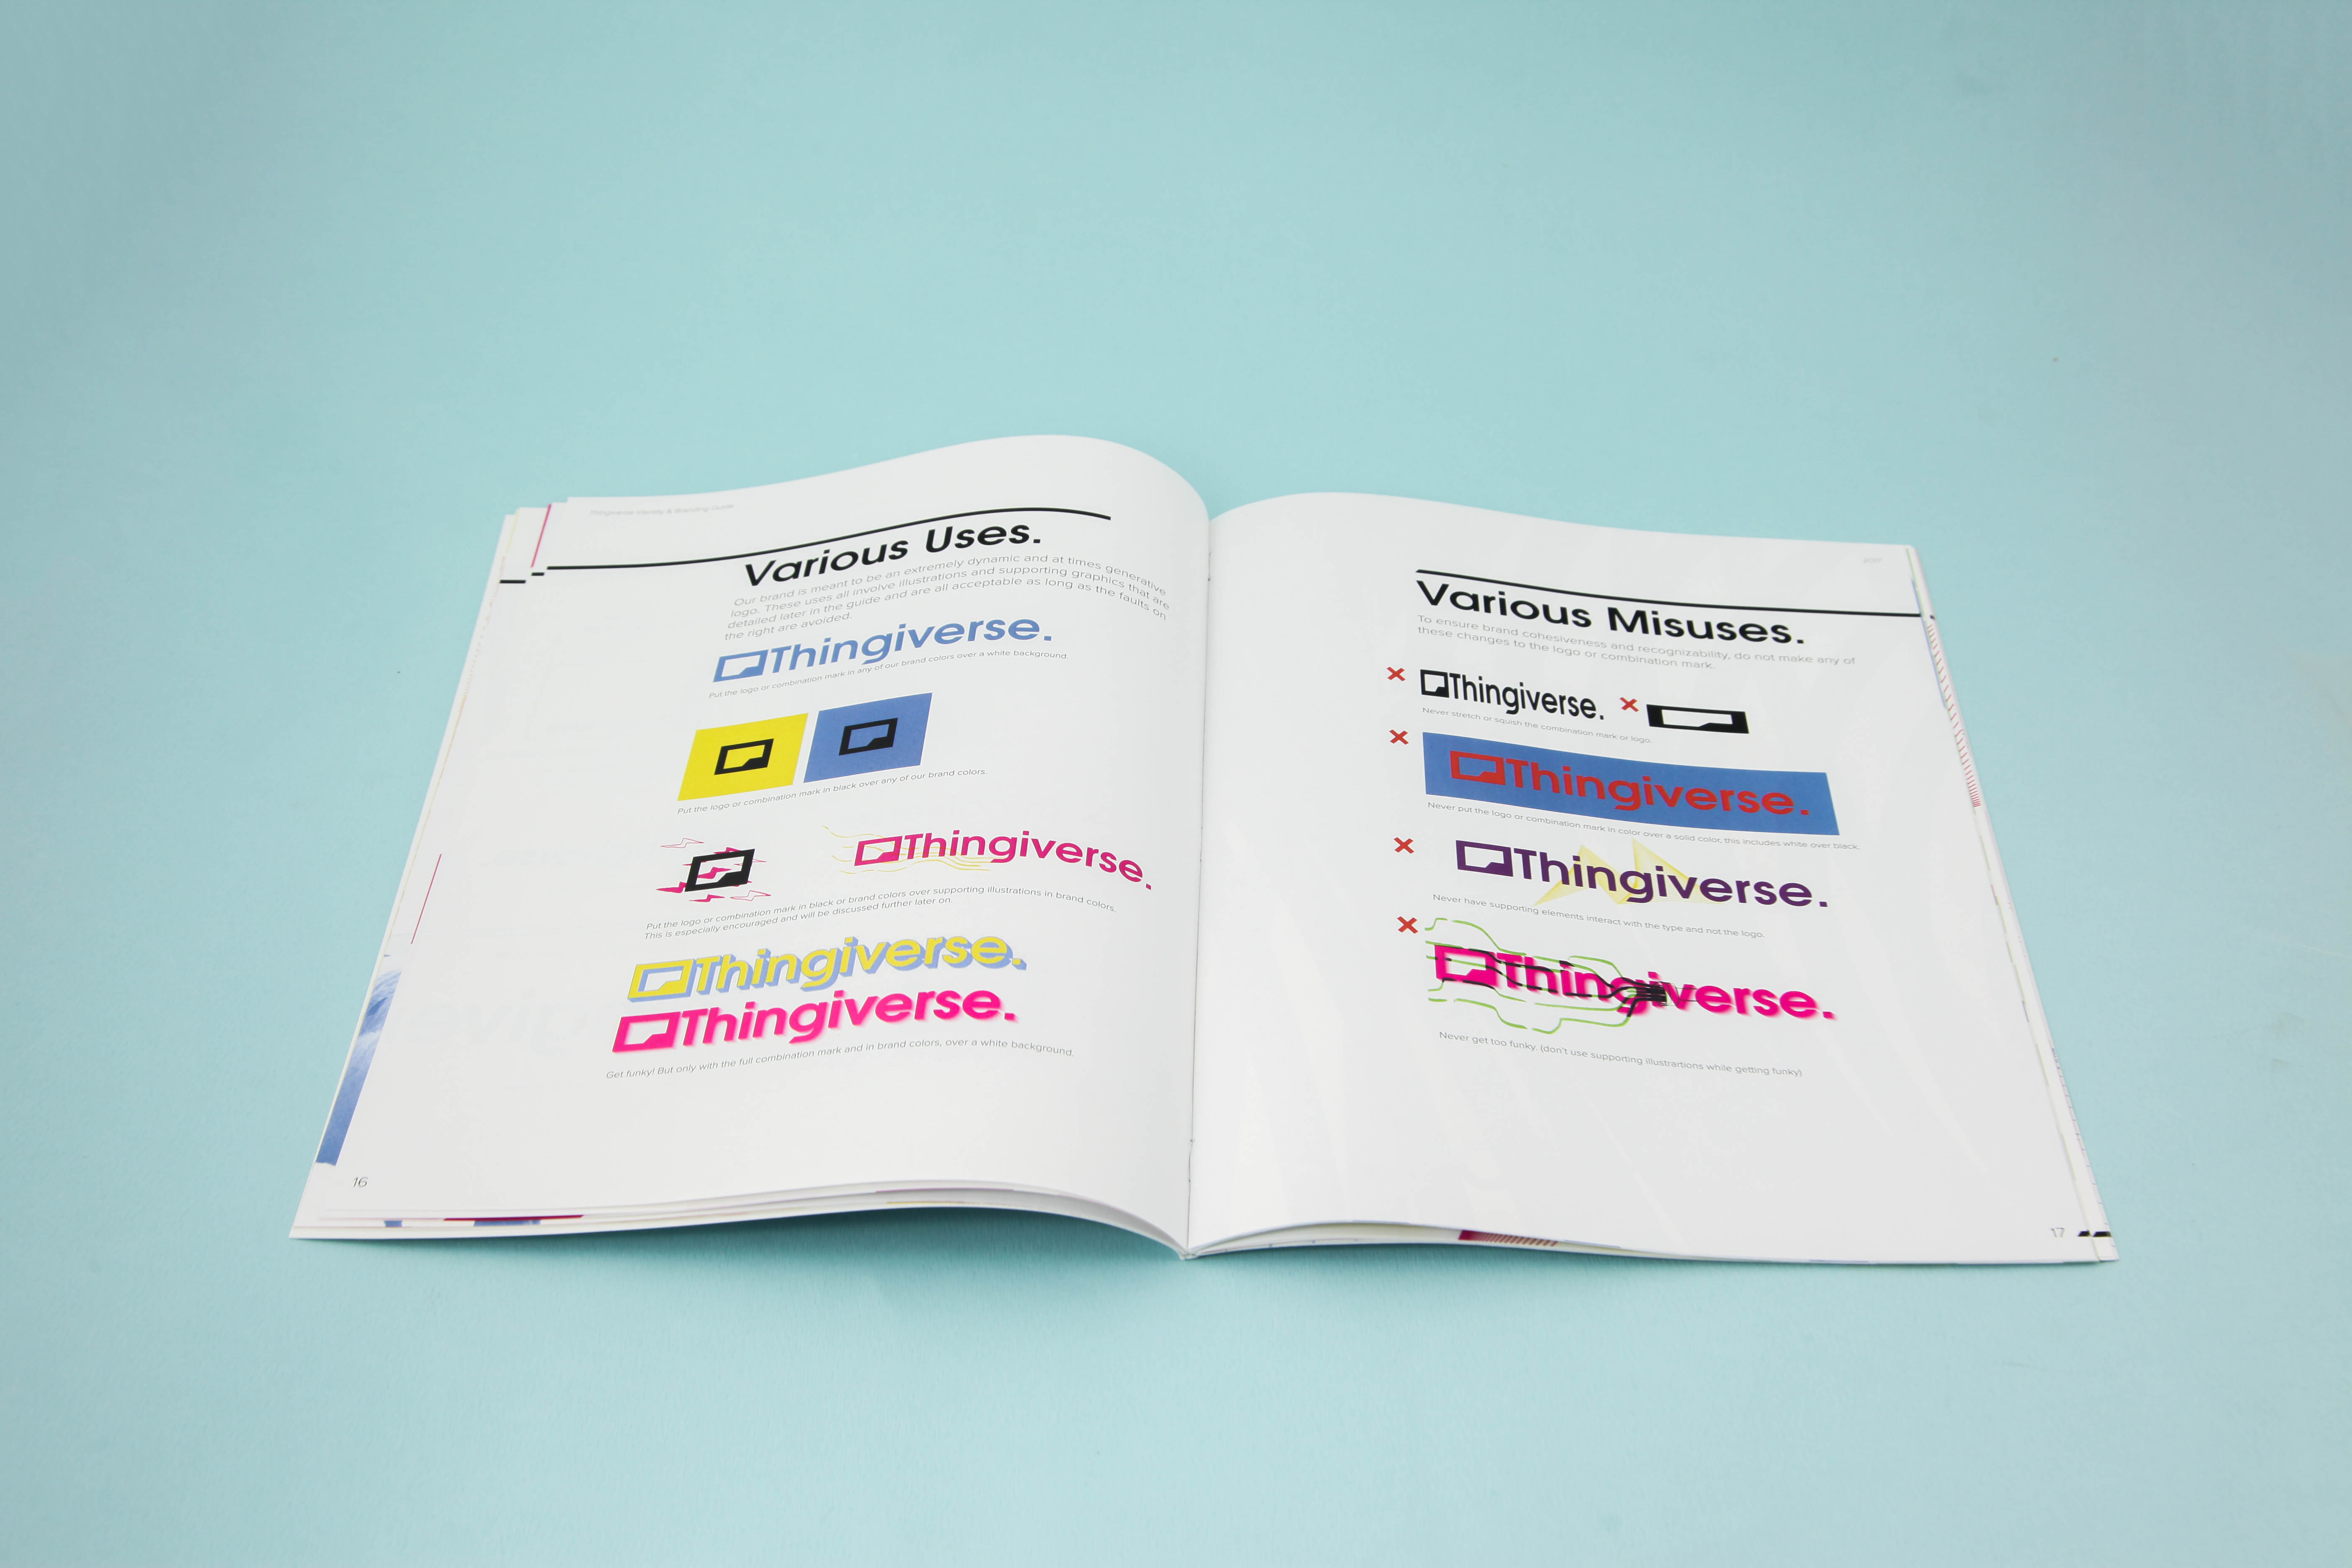 Thingiverse Identity & Branding Guide
Various Uses.
Our brand is meant to be an extremely dynamic and at times generative
logo. These uses all involve illustrations and supporting graphics that are
detailed later in the guide and are all acceptable as long as the faults on
the right are avoided.
Thingiverse.
Put the logo or combination mark in any of our brand colors over a white background.
Put the logo or combination mark in black over any of our brand colors.
Thingiverse.
Put the logo or combination mark in black or brand colors over supporting illustrations in brand colors.
This is especially encouraged and will be discussed further later on.
Thingiverse.
Thingiverse.
Get funky! But only with the full combination mark and in brand colors, over a white background.
16
Various Misuses.
To ensure brand cohesiveness and recognizability, do not make any of
these changes to the logo or combination mark.
Thingiverse.
Never stretch or squish the combination mark or logo.
Thingiverse.
Never put the logo or combination mark in color over a solid color, this includes white over black.
Thingiverse.
Never have supporting elements interact with the type and not the logo.
Thingiverse.
Never get too funky. (don't use supporting illustrartions while getting funky)
17